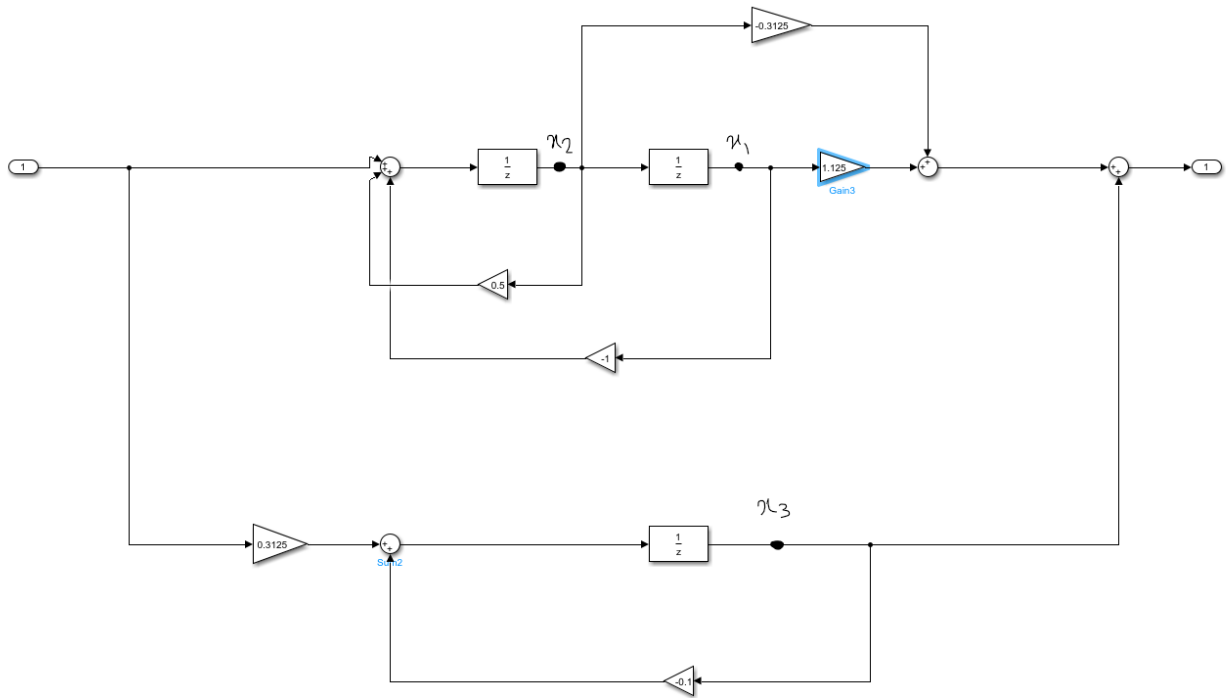 -0.3125
1
+
+
+
1
z
x₂
1
z
x₁
1.125
Gain3
+
+
+
+
1
0.5
-1
0.3125
+
+
Sum2
1
z
x₃
-0.1